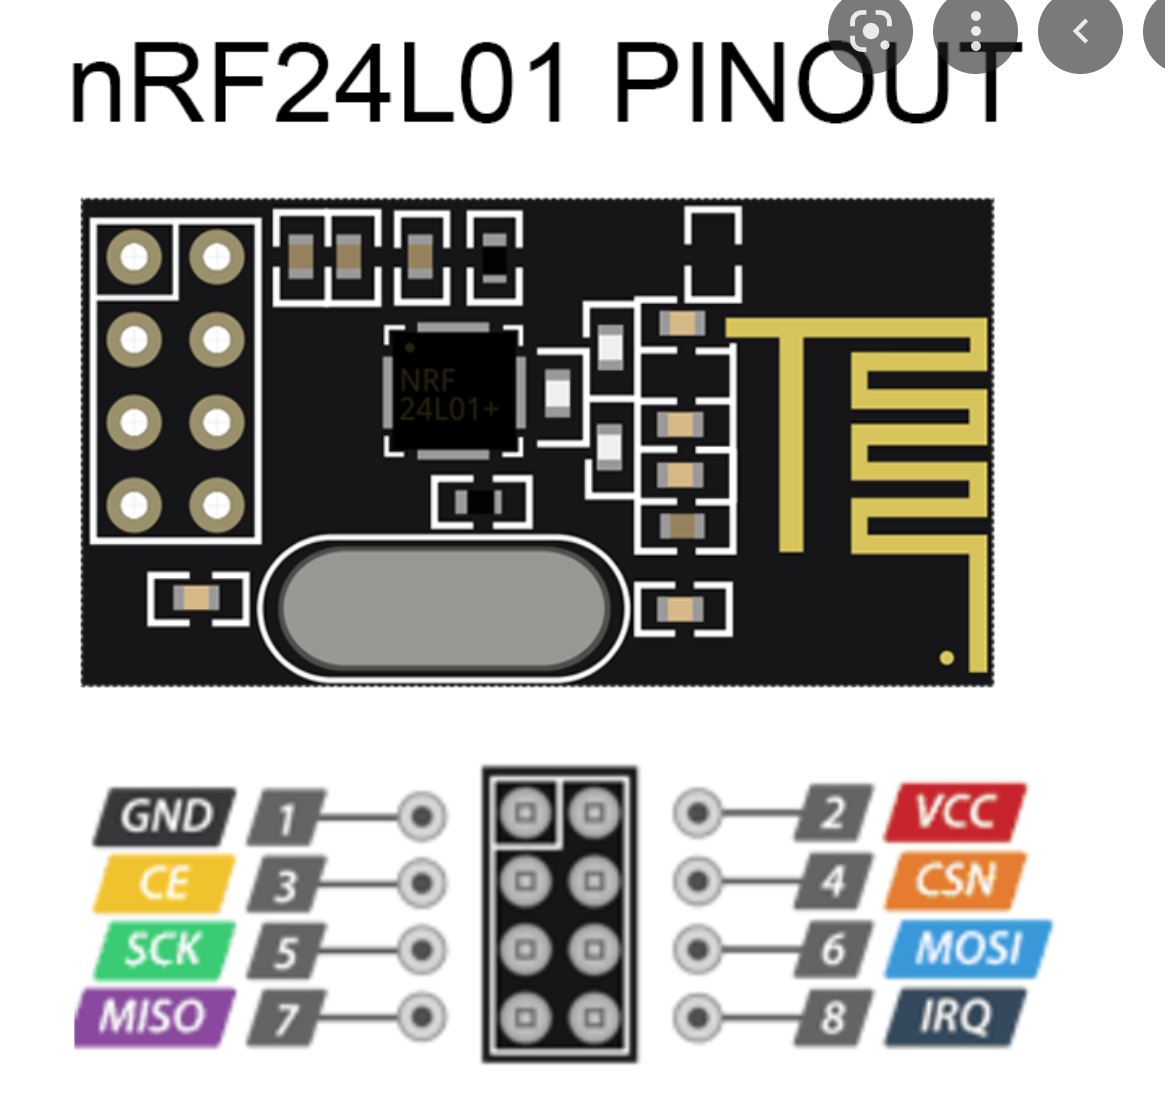 nRF24L01 PINOUT
NRF
24L01+
GND 1 2 VCC
CE 3 4 CSN
SCK 5 6 MOSI
MISO 7 8 IRQ